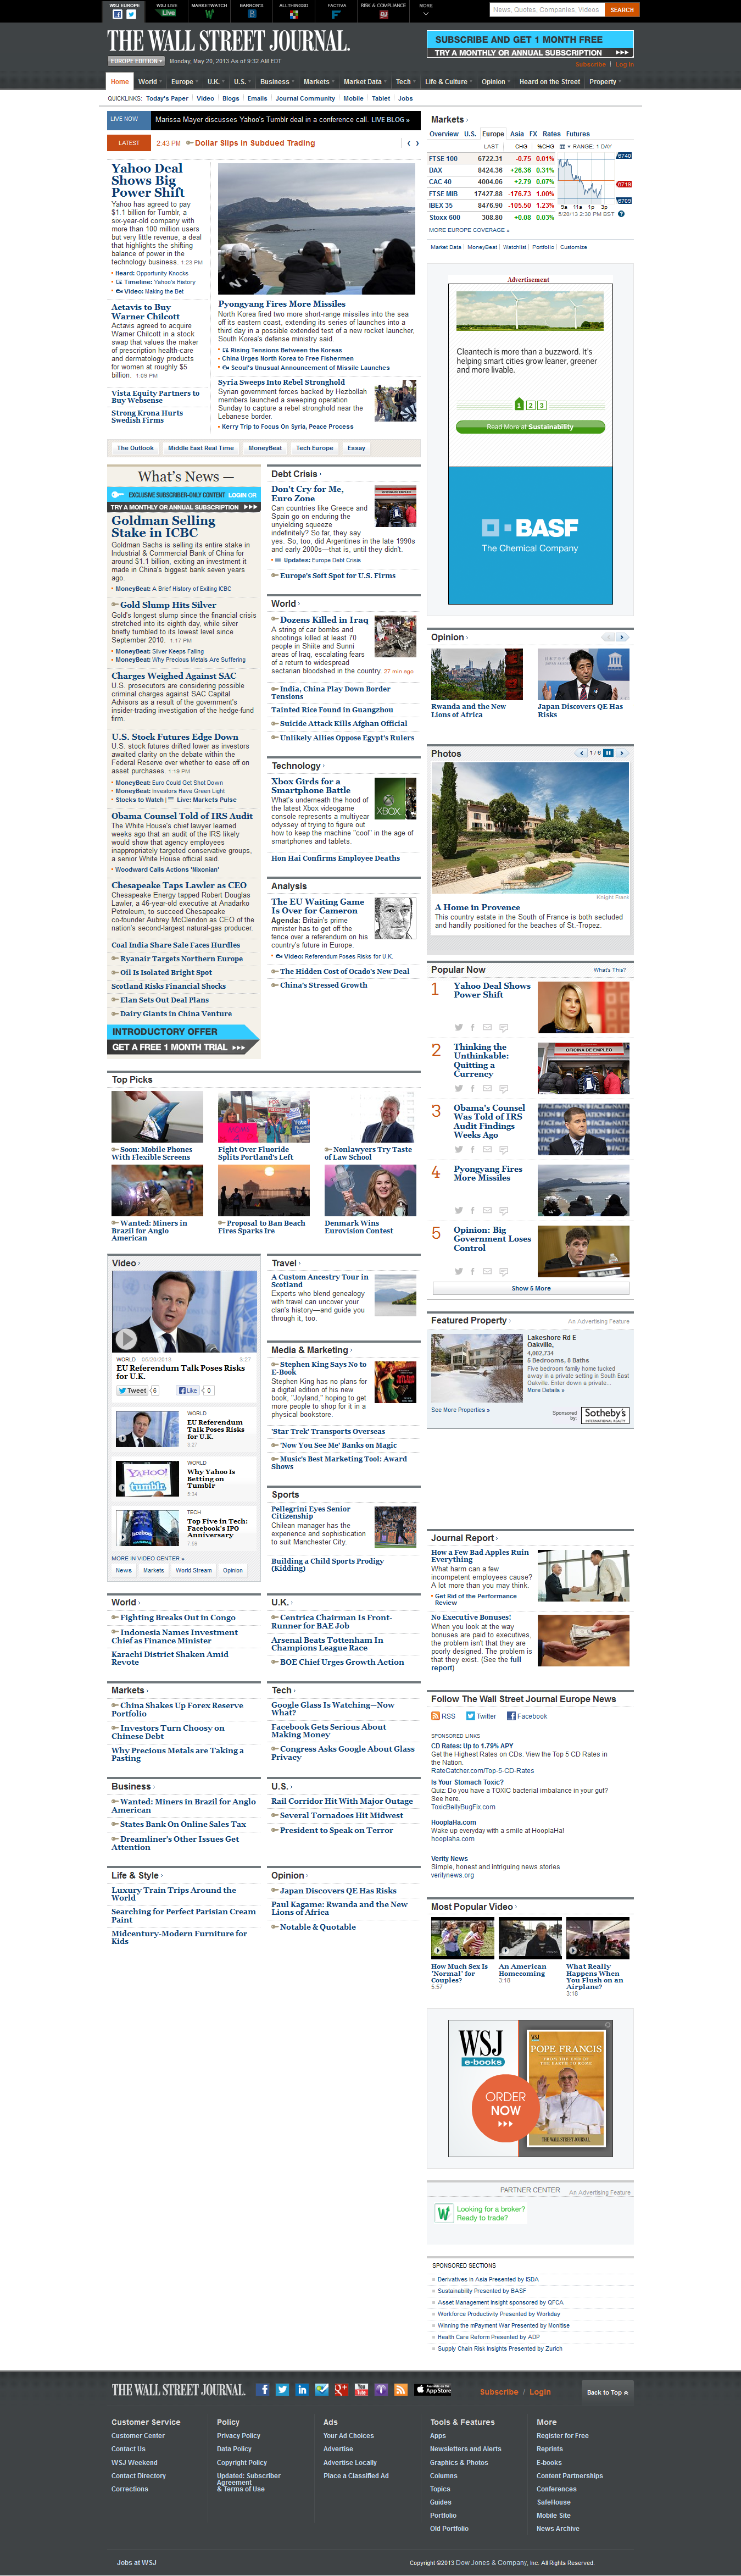 WSJ EUROPE
WSJ LIVE
MARKETWATCH
BARRON'S
ALLTHINGSD
FACTIVA
RISK & COMPLIANCE
MORE
News, Quotes, Companies, Videos
SEARCH
THE WALL STREET JOURNAL.
EUROPE EDITION
Monday, May 20, 2013 As of 9:32 AM EDT
SUBSCRIBE AND GET 1 MONTH FREE
TRY A MONTHLY OR ANNUAL SUBSCRIPTION >>>
Subscribe | Log In
Home
World
Europe
U.K.
U.S.
Business
Markets
Market Data
Tech
Life & Culture
Opinion
Heard on the Street
Property
QUICKLINKS: Today's Paper Video Blogs Emails Journal Community Mobile Tablet Jobs
LIVE NOW
Marissa Mayer discusses Yahoo's Tumblr deal in a conference call. LIVE BLOG »
LATEST
2:43 PM
Dollar Slips in Subdued Trading
Yahoo Deal
Shows Big
Power Shift
Yahoo has agreed to pay
$1.1 billion for Tumblr, a
six-year-old company with
more than 100 million users
but very little revenue, a deal
that highlights the shifting
balance of power in the
technology business. 1:23 PM
Heard: Opportunity Knocks
Timeline: Yahoo's History
Video: Making the Bet
Actavis to Buy
Warner Chilcott
Actavis agreed to acquire
Warner Chilcott in a stock
swap that values the maker
of prescription health-care
and dermatology products
for women at roughly $5
billion. 1:09 PM
Vista Equity Partners to
Buy Websense
Strong Krona Hurts
Swedish Firms
Pyongyang Fires More Missiles
North Korea fired two more short-range missiles into the sea
off its eastern coast, extending its series of launches into a
third day in a possible extended test of a new rocket launcher,
South Korea's defense ministry said.
Rising Tensions Between the Koreas
China Urges North Korea to Free Fishermen
Seoul's Unusual Announcement of Missile Launches
Syria Sweeps Into Rebel Stronghold
Syrian government forces backed by Hezbollah
members launched a sweeping operation
Sunday to capture a rebel stronghold near the
Lebanese border.
Kerry Trip to Focus On Syria, Peace Process
The Outlook
Middle East Real Time
MoneyBeat
Tech Europe
Essay
What's News —
EXCLUSIVE SUBSCRIBER-ONLY CONTENT LOGIN OR
TRY A MONTHLY OR ANNUAL SUBSCRIPTION >>>
Goldman Selling
Stake in ICBC
Goldman Sachs is selling its entire stake in
Industrial & Commercial Bank of China for
around $1.1 billion, exiting an investment it
made in China's biggest bank seven years
ago.
MoneyBeat: A Brief History of Exiting ICBC
Gold Slump Hits Silver
Gold's longest slump since the financial crisis
stretched into its eighth day, while silver
briefly tumbled to its lowest level since
September 2010. 1:17 PM
MoneyBeat: Silver Keeps Falling
MoneyBeat: Why Precious Metals Are Suffering
Charges Weighed Against SAC
U.S. prosecutors are considering possible
criminal charges against SAC Capital
Advisors as a result of the government's
insider-trading investigation of the hedge-fund
firm.
U.S. Stock Futures Edge Down
U.S. stock futures drifted lower as investors
awaited clarity on the debate within the
Federal Reserve over whether to ease off on
asset purchases. 1:19 PM
MoneyBeat: Euro Could Get Shot Down
MoneyBeat: Investors Have Green Light
Stocks to Watch | Live: Markets Pulse
Obama Counsel Told of IRS Audit
The White House's chief lawyer learned
weeks ago that an audit of the IRS likely
would show that agency employees
inappropriately targeted conservative groups,
a senior White House official said.
Woodward Calls Actions 'Nixonian'
Chesapeake Taps Lawler as CEO
Chesapeake Energy tapped Robert Douglas
Lawler, a 46-year-old executive at Anadarko
Petroleum, to succeed Chesapeake
co-founder Aubrey McClendon as CEO of the
nation's second-largest natural-gas producer.
Coal India Share Sale Faces Hurdles
Ryanair Targets Northern Europe
Oil Is Isolated Bright Spot
Scotland Risks Financial Shocks
Elan Sets Out Deal Plans
Dairy Giants in China Venture
INTRODUCTORY OFFER
GET A FREE 1 MONTH TRIAL >>>
Debt Crisis
Don't Cry for Me,
Euro Zone
Can countries like Greece and
Spain go on enduring the
unyielding squeeze
indefinitely? So far, they say
yes. So, too, did Argentines in the late 1990s
and early 2000s—that is, until they didn't.
Updates: Europe Debt Crisis
Europe's Soft Spot for U.S. Firms
World
Dozens Killed in Iraq
A string of car bombs and
shootings killed at least 70
people in Shiite and Sunni
areas of Iraq, escalating fears
of a return to widespread
sectarian bloodshed in the country. 27 min ago
India, China Play Down Border
Tensions
Tainted Rice Found in Guangzhou
Suicide Attack Kills Afghan Official
Unlikely Allies Oppose Egypt's Rulers
Technology
Xbox Girds for a
Smartphone Battle
What's underneath the hood of
the latest Xbox videogame
console represents a multiyear
odyssey of trying to figure out
how to keep the machine "cool" in the age of
smartphones and tablets.
XBOX
Hon Hai Confirms Employee Deaths
Analysis
The EU Waiting Game
Is Over for Cameron
Agenda: Britain's prime
minister has to get off the
fence over a referendum on his
country's future in Europe.
Video: Referendum Poses Risks for U.K.
The Hidden Cost of Ocado's New Deal
China's Stressed Growth
Top Picks
Soon: Mobile Phones
With Flexible Screens
Fight Over Fluoride
Splits Portland's Left
Nonlawyers Try Taste
of Law School
Wanted: Miners in
Brazil for Anglo
American
Proposal to Ban Beach
Fires Sparks Ire
Denmark Wins
Eurovision Contest
Video
WORLD 05/20/2013 3:27
EU Referendum Talk Poses Risks
for U.K.
Tweet 6
Like 0
WORLD
EU Referendum
Talk Poses Risks
for U.K.
3:27
WORLD
Why Yahoo Is
Betting on
Tumblr
5:34
YAHOO!
tumblr.
TECH
Top Five in Tech:
Facebook's IPO
Anniversary
7:58
facebook
MORE IN VIDEO CENTER »
News
Markets
World Stream
Opinion
Travel
A Custom Ancestry Tour in
Scotland
Experts who blend genealogy
with travel can uncover your
clan's history—and guide you
through it, too.
Media & Marketing
Stephen King Says No to
E-Book
Stephen King has no plans for
a digital edition of his new
book, "Joyland," hoping to get
more people to shop for it in a
physical bookstore.
'Star Trek' Transports Overseas
'Now You See Me' Banks on Magic
Music's Best Marketing Tool: Award
Shows
Sports
Pellegrini Eyes Senior
Citizenship
Chilean manager has the
experience and sophistication
to suit Manchester City.
Building a Child Sports Prodigy
(Kidding)
World
Fighting Breaks Out in Congo
Indonesia Names Investment
Chief as Finance Minister
Karachi District Shaken Amid
Revote
U.K.
Centrica Chairman Is Front-
Runner for BAE Job
Arsenal Beats Tottenham In
Champions League Race
BOE Chief Urges Growth Action
Markets
China Shakes Up Forex Reserve
Portfolio
Investors Turn Choosy on
Chinese Debt
Why Precious Metals are Taking a
Pasting
Tech
Google Glass Is Watching—Now
What?
Facebook Gets Serious About
Making Money
Congress Asks Google About Glass
Privacy
Business
Wanted: Miners in Brazil for Anglo
American
States Bank On Online Sales Tax
Dreamliner's Other Issues Get
Attention
U.S.
Rail Corridor Hit With Major Outage
Several Tornadoes Hit Midwest
President to Speak on Terror
Life & Style
Luxury Train Trips Around the
World
Searching for Perfect Parisian Cream
Paint
Midcentury-Modern Furniture for
Kids
Opinion
Japan Discovers QE Has Risks
Paul Kagame: Rwanda and the New
Lions of Africa
Notable & Quotable
Markets
Overview U.S. Europe Asia FX Rates Futures
LAST CHG %CHG RANGE: 1 DAY
FTSE 100 6722.31 -0.75 0.01%
DAX 8424.36 +26.36 0.31%
CAC 40 4004.06 +2.79 0.07%
FTSE MIB 17427.88 -176.73 1.00%
IBEX 35 8476.90 -105.50 1.23%
Stoxx 600 308.80 +0.08 0.03%
6740
6719
9a 11a 1p 3p
5/20/13 2:36 PM BST
MORE EUROPE COVERAGE »
Market Data | MoneyBeat | Watchlist | Portfolio | Customize
Advertisement
Cleantech is more than a buzzword. It's
helping smart cities grow leaner, greener
and more livable.
1 2 3
Read More at Sustainability
BASF
The Chemical Company
Opinion
Rwanda and the New
Lions of Africa
Japan Discovers QE Has
Risks
Photos
1 / 6
Knight Frank
A Home in Provence
This country estate in the South of France is both secluded
and handily positioned for the beaches of St.-Tropez.
Popular Now
What's This?
1
Yahoo Deal Shows
Power Shift
2
Thinking the
Unthinkable:
Quitting a
Currency
OFICINA DE EMPLEO
3
Obama's Counsel
Was Told of IRS
Audit Findings
Weeks Ago
4
Pyongyang Fires
More Missiles
5
Opinion: Big
Government Loses
Control
Show 5 More
Featured Property
An Advertising Feature
Lakeshore Rd E
Oakville,
4,002,734
5 Bedrooms, 8 Baths
Five bedroom family home tucked
away in a private setting in South East
Oakville. Enter down a private...
More Details »
See More Properties »
Sponsored
by:
Sotheby's
INTERNATIONAL REALTY
Journal Report
How a Few Bad Apples Ruin
Everything
What harm can a few
incompetent employees cause?
A lot more than you may think.
Get Rid of the Performance
Review
No Executive Bonuses!
When you look at the way
bonuses are paid to executives,
the problem isn't that they are
poorly designed. The problem is
that they exist. (See the full
report)
Follow The Wall Street Journal Europe News
RSS
Twitter
Facebook
SPONSORED LINKS
CD Rates: Up to 1.79% APY
Get the Highest Rates on CDs. View the Top 5 CD Rates in
the Nation.
RateCatcher.com/Top-5-CD-Rates
Is Your Stomach Toxic?
Quiz: Do you have a TOXIC bacterial imbalance in your gut?
See here.
ToxicBellyBugFix.com
HooplaHa.com
Wake up everyday with a smile at HooplaHa!
hooplaha.com
Verity News
Simple, honest and intriguing news stories
veritynews.org
Most Popular Video
How Much Sex Is
'Normal' for
Couples?
5:57
An American
Homecoming
3:18
What Really
Happens When
You Flush on an
Airplane?
3:18
WSJ
e-books
ORDER
NOW
>>>
POPE FRANCIS
FROM THE END OF THE EARTH TO ROME
PARTNER CENTER
An Advertising Feature
Looking for a broker?
Ready to trade?
SPONSORED SECTIONS
Derivatives in Asia Presented by ISDA
Sustainability Presented by BASF
Asset Management Insight sponsored by QFCA
Workforce Productivity Presented by Workday
Winning the mPayment War Presented by Monitise
Health Care Reform Presented by ADP
Supply Chain Risk Insights Presented by Zurich
THE WALL STREET JOURNAL.
App Store
Subscribe / Login
Back to Top
Customer Service
Customer Center
Contact Us
WSJ Weekend
Contact Directory
Corrections
Policy
Privacy Policy
Data Policy
Copyright Policy
Updated: Subscriber
Agreement
& Terms of Use
Ads
Your Ad Choices
Advertise
Advertise Locally
Place a Classified Ad
Tools & Features
Apps
Newsletters and Alerts
Graphics & Photos
Columns
Topics
Guides
Portfolio
Old Portfolio
More
Register for Free
Reprints
E-books
Content Partnerships
Conferences
SafeHouse
Mobile Site
News Archive
Jobs at WSJ
Copyright ©2013 Dow Jones & Company, Inc. All Rights Reserved.